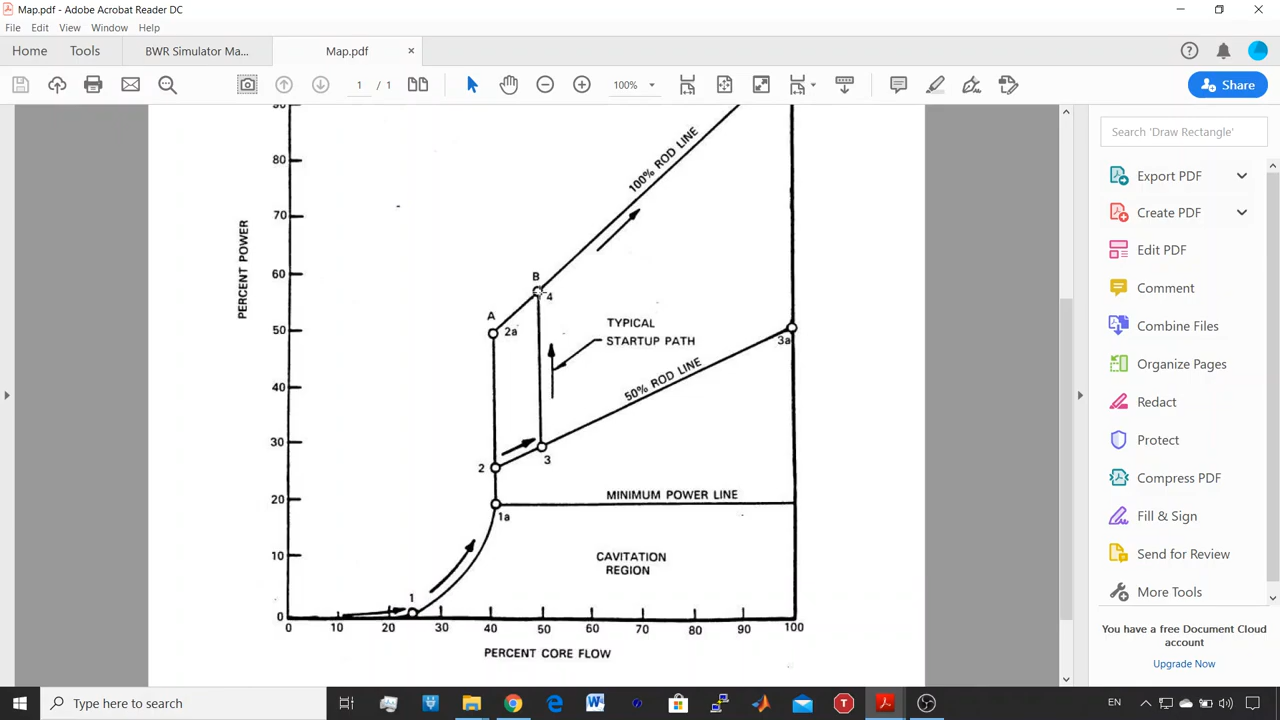 Map.pdf - Adobe Acrobat Reader DC
File Edit View Window Help
Home Tools BWR Simulator Ma... Map.pdf
1 / 1 100% Share
Search 'Draw Rectangle'
Export PDF
Create PDF
Edit PDF
Comment
Combine Files
Organize Pages
Redact
Protect
Compress PDF
Fill & Sign
Send for Review
More Tools
You have a free Document Cloud
account
Upgrade Now
90
80
70
60
50
40
30
20
10
0
PERCENT POWER
100% ROD LINE
B
4
A
2a
TYPICAL
STARTUP PATH
3a
50% ROD LINE
2
3
MINIMUM POWER LINE
1a
CAVITATION
REGION
1
0 10 20 30 40 50 60 70 80 90 100
PERCENT CORE FLOW
Type here to search
EN